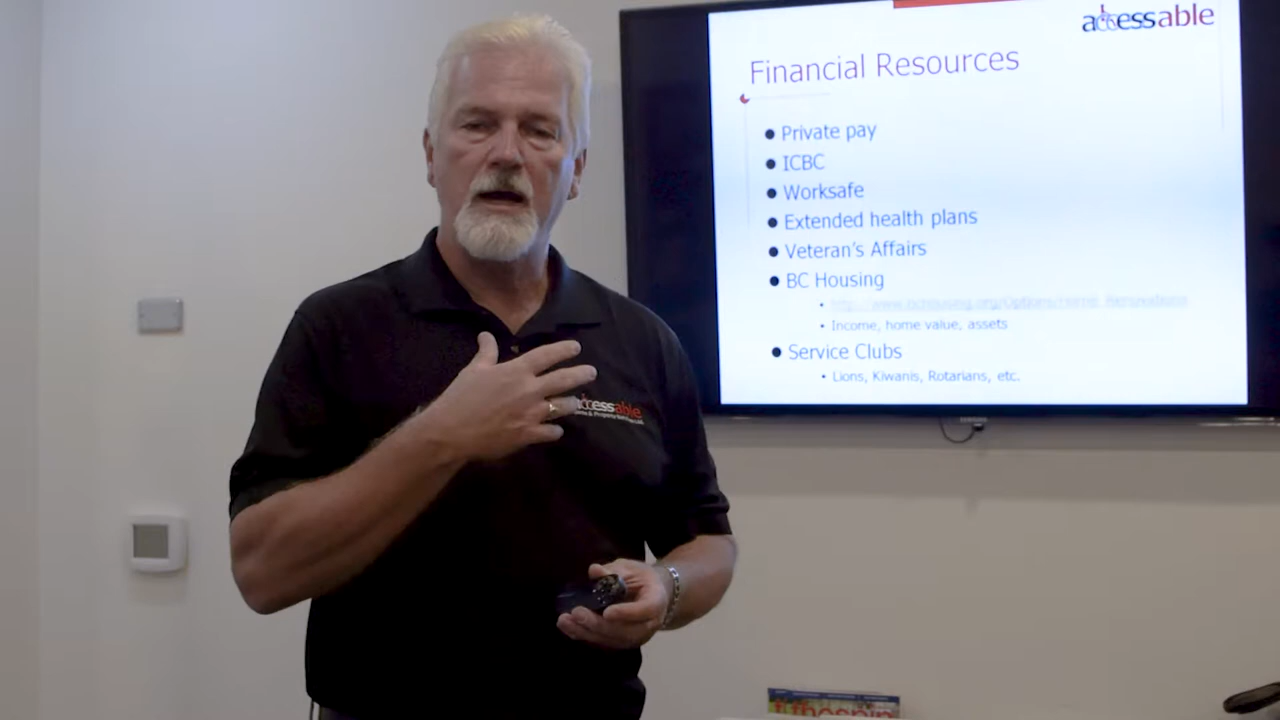 accessable
Financial Resources
Private pay
ICBC
Worksafe
Extended health plans
Veteran's Affairs
BC Housing
Income, home value, assets
Service Clubs
Lions, Kiwanis, Rotarians, etc.
accessable
thespin